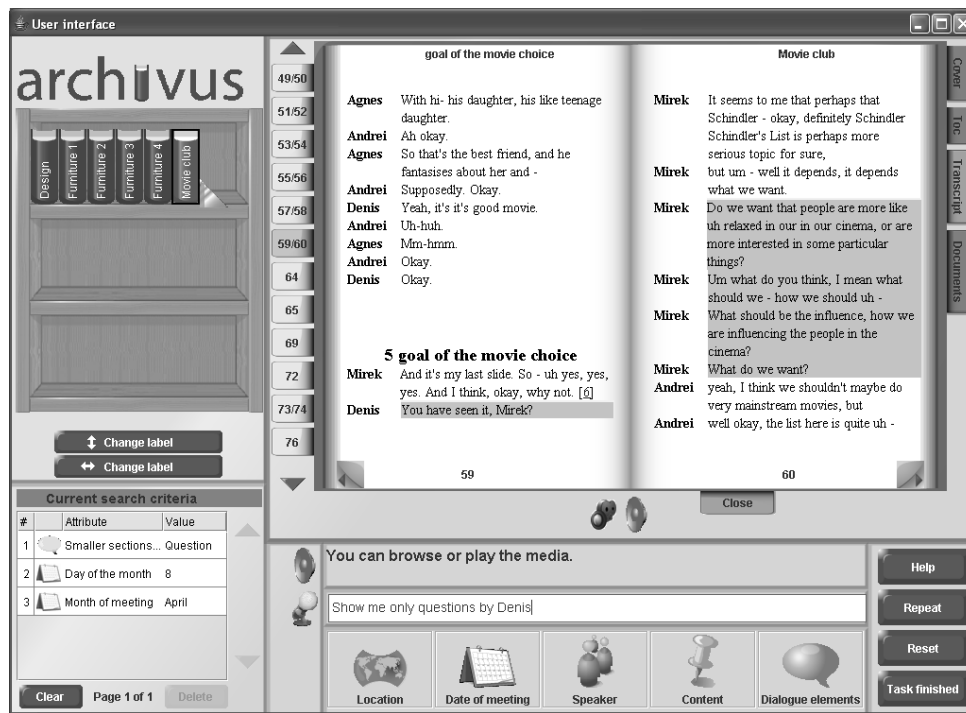 User interface
archivus
Design
Furniture 1
Furniture 2
Furniture 3
Furniture 4
Movie club
Change label
Change label
Current search criteria
# Attribute Value
1 Smaller sections... Question
2 Day of the month 8
3 Month of meeting April
Clear Page 1 of 1 Delete
49/50
51/52
53/54
55/56
57/58
59/60
64
65
69
72
73/74
76
goal of the movie choice
Agnes With hi- his daughter, his like teenage
daughter.
Andrei Ah okay.
Agnes So that's the best friend, and he
fantasises about her and -
Andrei Supposedly. Okay.
Denis Yeah, it's it's good movie.
Andrei Uh-huh.
Agnes Mm-hmm.
Andrei Okay.
Denis Okay.
5 goal of the movie choice
Mirek And it's my last slide. So - uh yes, yes,
yes. And I think, okay, why not. [6]
Denis You have seen it, Mirek?
59
Movie club
Mirek It seems to me that perhaps that
Schindler - okay, definitely Schindler
Schindler's List is perhaps more
serious topic for sure,
Mirek but um - well it depends, it depends
what we want.
Mirek Do we want that people are more like
uh relaxed in our in our cinema, or are
more interested in some particular
things?
Mirek Um what do you think, I mean what
should we - how we should uh -
Mirek What should be the influence, how we
are influencing the people in the
cinema?
Mirek What do we want?
Andrei yeah, I think we shouldn't maybe do
very mainstream movies, but
Andrei well okay, the list here is quite uh -
60
Cover
Toc
Transcript
Documents
Close
You can browse or play the media.
Show me only questions by Denis
Location
Date of meeting
Speaker
Content
Dialogue elements
Help
Repeat
Reset
Task finished